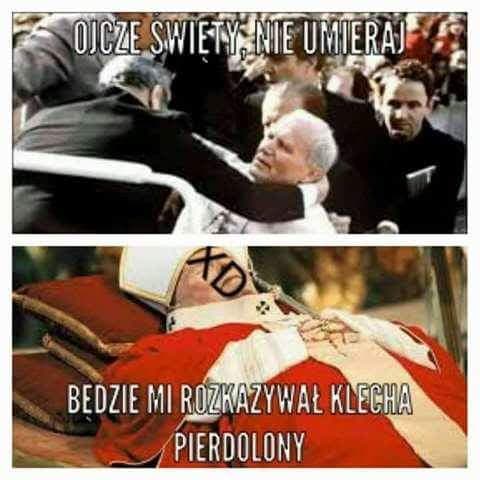 OJCZE ŚWIĘTY, NIE UMIERAJ
XD
BĘDZIE MI ROZKAZYWAŁ KLECHA
PIERDOLONY